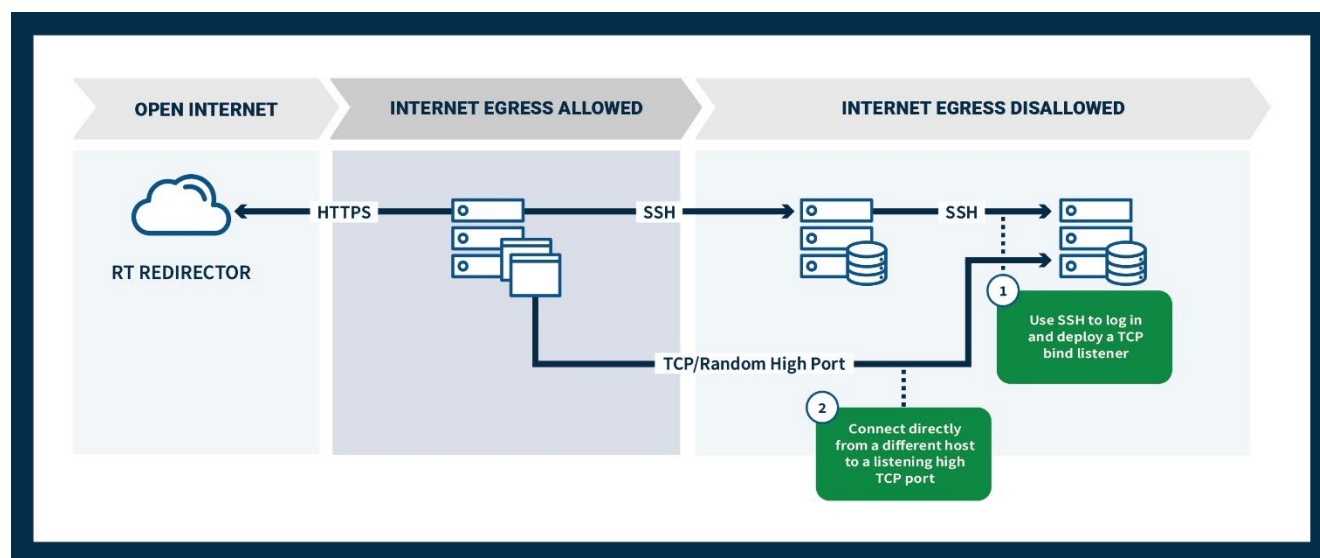 OPEN INTERNET
INTERNET EGRESS ALLOWED
INTERNET EGRESS DISALLOWED
HTTPS
SSH
SSH
RT REDIRECTOR
1
Use SSH to log in
and deploy a TCP
bind listener
TCP/Random High Port
2
Connect directly
from a different host
to a listening high
TCP port